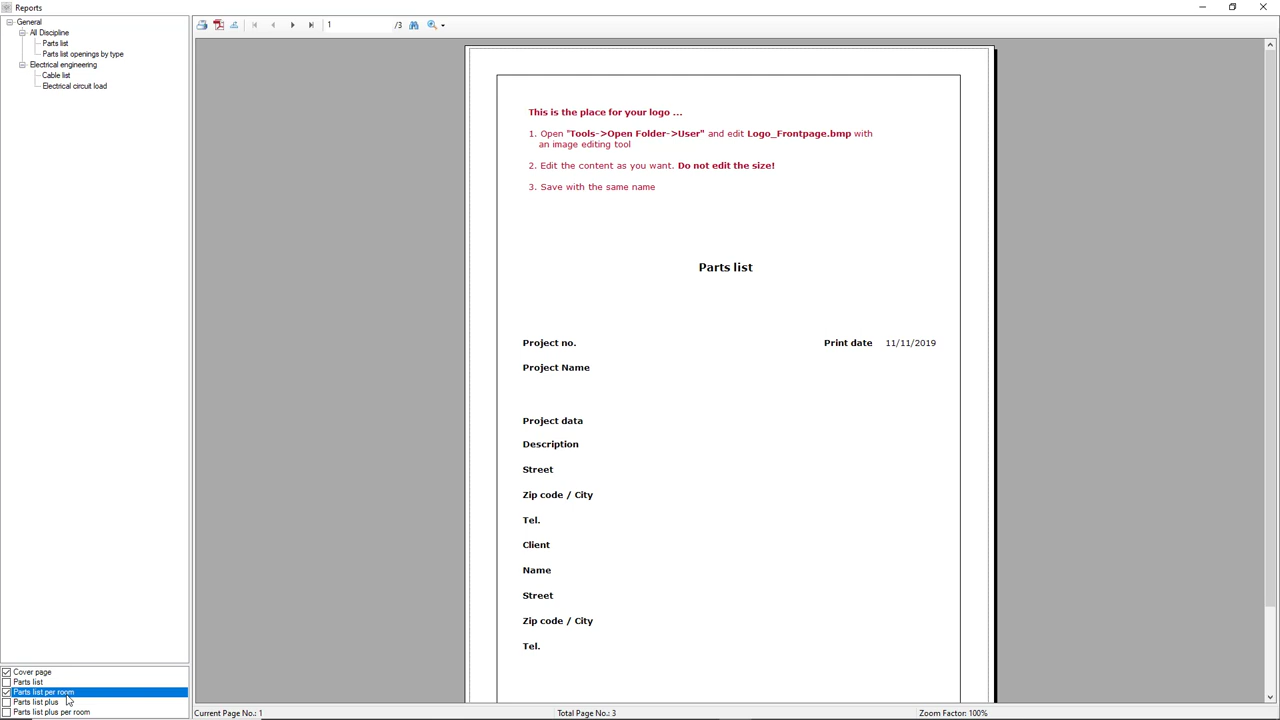 Reports
General
All Discipline
Parts list
Parts list openings by type
Electrical engineering
Cable list
Electrical circuit load
1 /3
This is the place for your logo ...
1. Open "Tools->Open Folder->User" and edit Logo_Frontpage.bmp with
an image editing tool
2. Edit the content as you want. Do not edit the size!
3. Save with the same name
Parts list
Project no. Print date 11/11/2019
Project Name
Project data
Description
Street
Zip code / City
Tel.
Client
Name
Street
Zip code / City
Tel.
Cover page
Parts list
Parts list per room
Parts list plus
Parts list plus per room
Current Page No.: 1 Total Page No.: 3 Zoom Factor: 100%